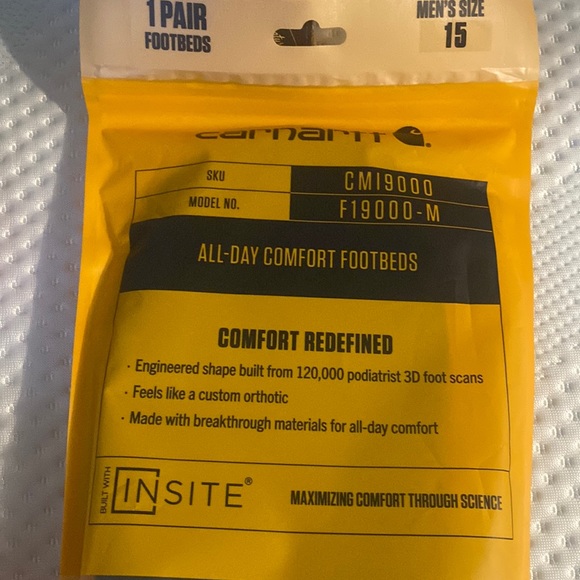 1 PAIR
FOOTBEDS
MEN'S SIZE
15
carhartt
SKU CMI9000
MODEL NO. F19000-M
ALL-DAY COMFORT FOOTBEDS
COMFORT REDEFINED
· Engineered shape built from 120,000 podiatrist 3D foot scans
· Feels like a custom orthotic
· Made with breakthrough materials for all-day comfort
BUILT WITH
INSITE®
MAXIMIZING COMFORT THROUGH SCIENCE